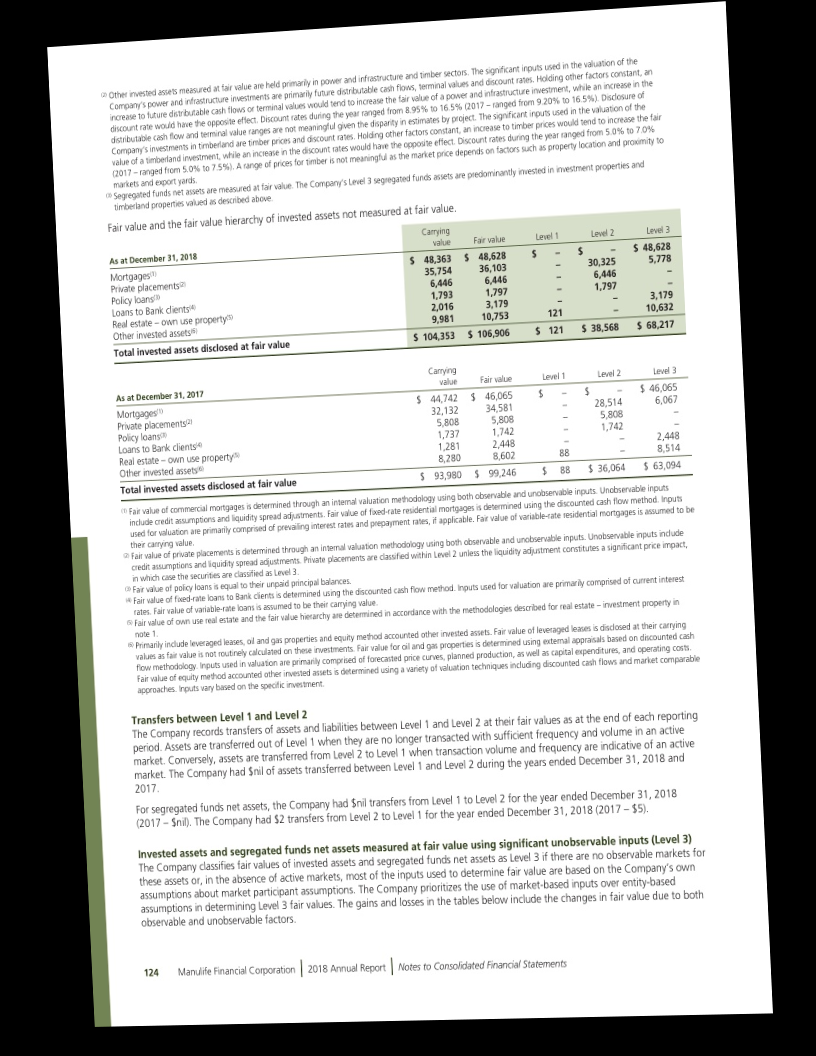 (2) Other invested assets measured at fair value are held primarily in power and infrastructure and timber sectors. The significant inputs used in the valuation of the
Company's power and infrastructure investments are primarily future distributable cash flows, terminal values and discount rates. Holding other factors constant, an
increase to future distributable cash flows or terminal values would tend to increase the fair value of a power and infrastructure investment, while an increase in the
discount rate would have the opposite effect. Discount rates during the year ranged from 8.95% to 16.5% (2017 – ranged from 9.20% to 16.5%). Disclosure of
distributable cash flow and terminal value ranges are not meaningful given the disparity in estimates by project. The significant inputs used in the valuation of the
Company's investments in timberland are timber prices and discount rates. Holding other factors constant, an increase to timber prices would tend to increase the fair
value of a timberland investment, while an increase in the discount rates would have the opposite effect. Discount rates during the year ranged from 5.0% to 7.0%
(2017 – ranged from 5.0% to 7.5%). A range of prices for timber is not meaningful as the market price depends on factors such as property location and proximity to
markets and export yards.
(3) Segregated funds net assets are measured at fair value. The Company's Level 3 segregated funds assets are predominantly invested in investment properties and
timberland properties valued as described above.
Fair value and the fair value hierarchy of invested assets not measured at fair value.
As at December 31, 2018 Carrying value Fair value Level 1 Level 2 Level 3
Mortgages(1) $ 48,363 $ 48,628 $ – $ – $ 48,628
Private placements(2) 35,754 36,103 – 30,325 5,778
Policy loans(3) 6,446 6,446 – 6,446 –
Loans to Bank clients(4) 1,793 1,797 – 1,797 –
Real estate – own use property(5) 2,016 3,179 – – 3,179
Other invested assets(6) 9,981 10,753 121 – 10,632
Total invested assets disclosed at fair value $ 104,353 $ 106,906 $ 121 $ 38,568 $ 68,217
As at December 31, 2017 Carrying value Fair value Level 1 Level 2 Level 3
Mortgages(1) $ 44,742 $ 46,065 $ – $ – $ 46,065
Private placements(2) 32,132 34,581 – 28,514 6,067
Policy loans(3) 5,808 5,808 – 5,808 –
Loans to Bank clients(4) 1,737 1,742 – 1,742 –
Real estate – own use property(5) 1,281 2,448 – – 2,448
Other invested assets(6) 8,280 8,602 88 – 8,514
Total invested assets disclosed at fair value $ 93,980 $ 99,246 $ 88 $ 36,064 $ 63,094
(1) Fair value of commercial mortgages is determined through an internal valuation methodology using both observable and unobservable inputs. Unobservable inputs
include credit assumptions and liquidity spread adjustments. Fair value of fixed-rate residential mortgages is determined using the discounted cash flow method. Inputs
used for valuation are primarily comprised of prevailing interest rates and prepayment rates, if applicable. Fair value of variable-rate residential mortgages is assumed to be
their carrying value.
(2) Fair value of private placements is determined through an internal valuation methodology using both observable and unobservable inputs. Unobservable inputs include
credit assumptions and liquidity spread adjustments. Private placements are classified within Level 2 unless the liquidity adjustment constitutes a significant price impact,
in which case the securities are classified as Level 3.
(3) Fair value of policy loans is equal to their unpaid principal balances.
(4) Fair value of fixed-rate loans to Bank clients is determined using the discounted cash flow method. Inputs used for valuation are primarily comprised of current interest
rates. Fair value of variable-rate loans is assumed to be their carrying value.
(5) Fair value of own use real estate and the fair value hierarchy are determined in accordance with the methodologies described for real estate – investment property in
note 1.
(6) Primarily include leveraged leases, oil and gas properties and equity method accounted other invested assets. Fair value of leveraged leases is disclosed at their carrying
values as fair value is not routinely calculated on these investments. Fair value for oil and gas properties is determined using external appraisals based on discounted cash
flow methodology. Inputs used in valuation are primarily comprised of forecasted price curves, planned production, as well as capital expenditures, and operating costs.
Fair value of equity method accounted other invested assets is determined using a variety of valuation techniques including discounted cash flows and market comparable
approaches. Inputs vary based on the specific investment.
Transfers between Level 1 and Level 2
The Company records transfers of assets and liabilities between Level 1 and Level 2 at their fair values as at the end of each reporting
period. Assets are transferred out of Level 1 when they are no longer transacted with sufficient frequency and volume in an active
market. Conversely, assets are transferred from Level 2 to Level 1 when transaction volume and frequency are indicative of an active
market. The Company had $nil of assets transferred between Level 1 and Level 2 during the years ended December 31, 2018 and
2017.
For segregated funds net assets, the Company had $nil transfers from Level 1 to Level 2 for the year ended December 31, 2018
(2017 – $nil). The Company had $2 transfers from Level 2 to Level 1 for the year ended December 31, 2018 (2017 – $5).
Invested assets and segregated funds net assets measured at fair value using significant unobservable inputs (Level 3)
The Company classifies fair values of invested assets and segregated funds net assets as Level 3 if there are no observable markets for
these assets or, in the absence of active markets, most of the inputs used to determine fair value are based on the Company's own
assumptions about market participant assumptions. The Company prioritizes the use of market-based inputs over entity-based
assumptions in determining Level 3 fair values. The gains and losses in the tables below include the changes in fair value due to both
observable and unobservable factors.
124 Manulife Financial Corporation | 2018 Annual Report | Notes to Consolidated Financial Statements